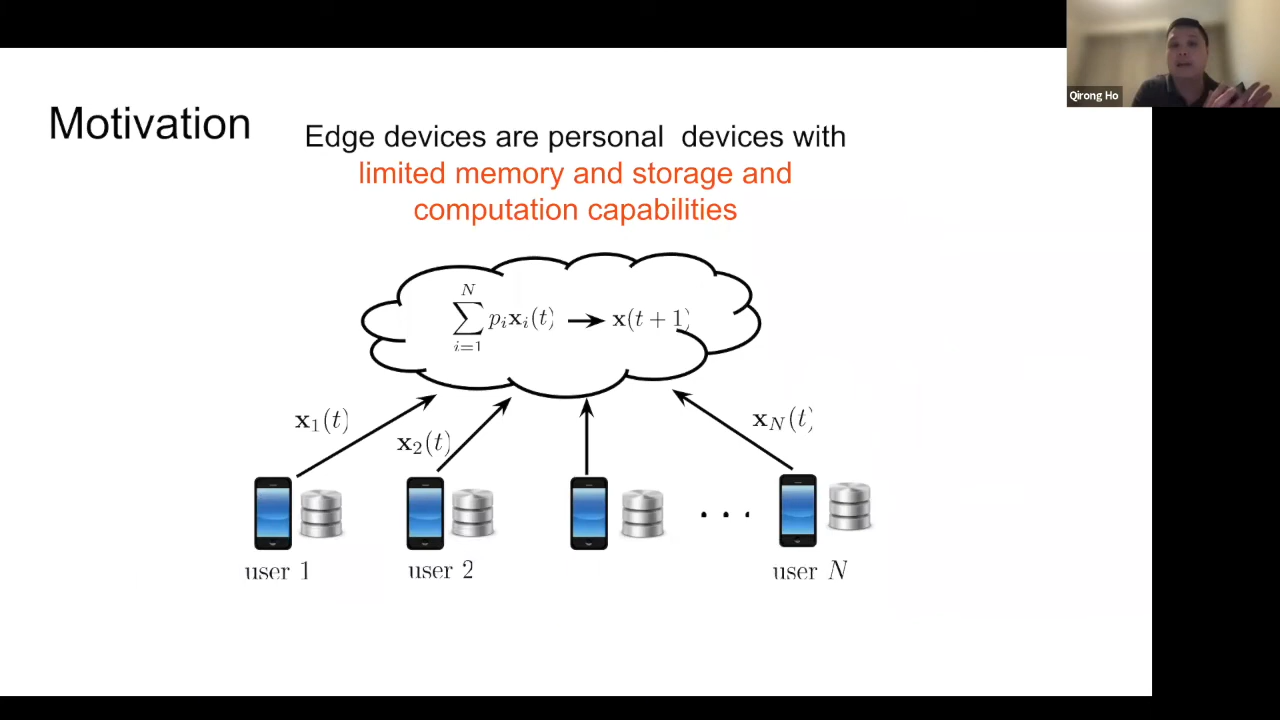 Qirong Ho
Motivation
Edge devices are personal  devices with
limited memory and storage and
computation capabilities
N
∑ pᵢxᵢ(t) → x(t + 1)
i=1
x₁(t)
x₂(t)
x_N(t)
. . .
user 1
user 2
user N